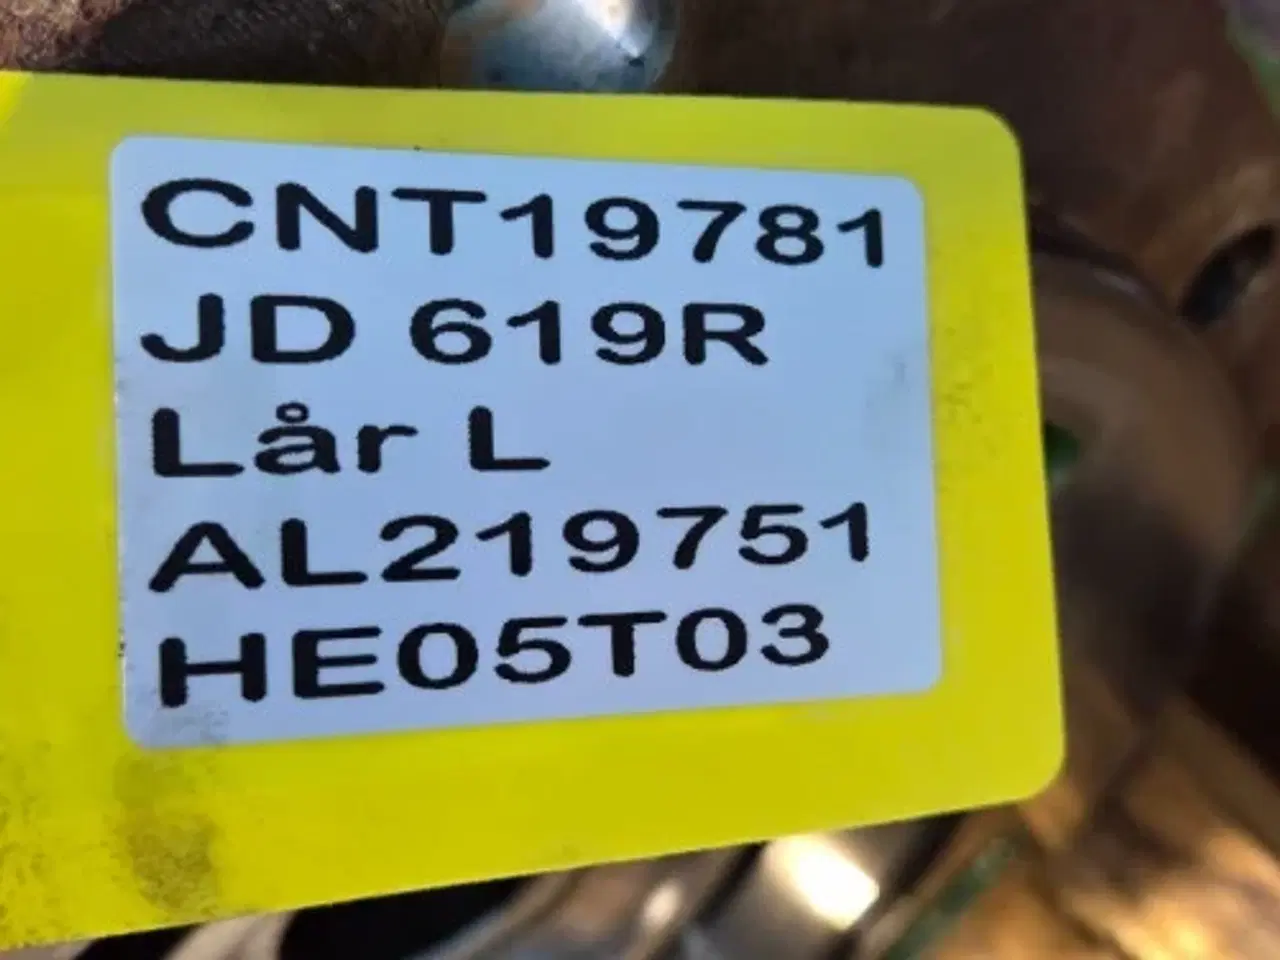 CNT19781
JD 619R
Lår L
AL219751
HE05T03